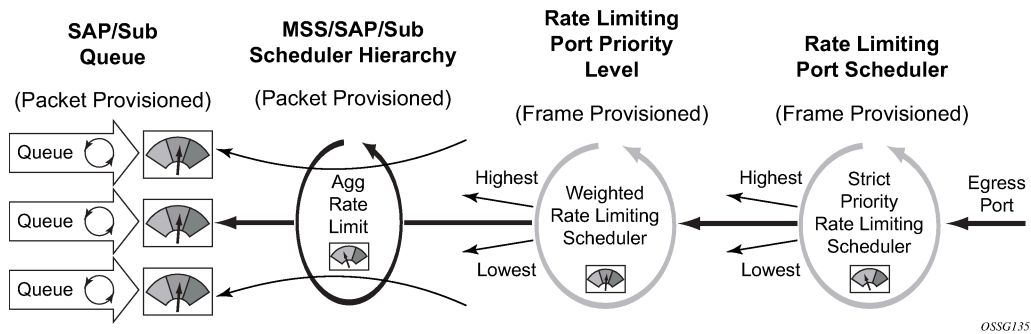 SAP/Sub
Queue
(Packet Provisioned)
MSS/SAP/Sub
Scheduler Hierarchy
(Packet Provisioned)
Rate Limiting
Port Priority
Level
(Frame Provisioned)
Rate Limiting
Port Scheduler
(Frame Provisioned)
Queue
Queue
Queue
Agg
Rate
Limit
Highest
Lowest
Weighted
Rate Limiting
Scheduler
Highest
Lowest
Strict
Priority
Rate Limiting
Scheduler
Egress
Port
OSSG135